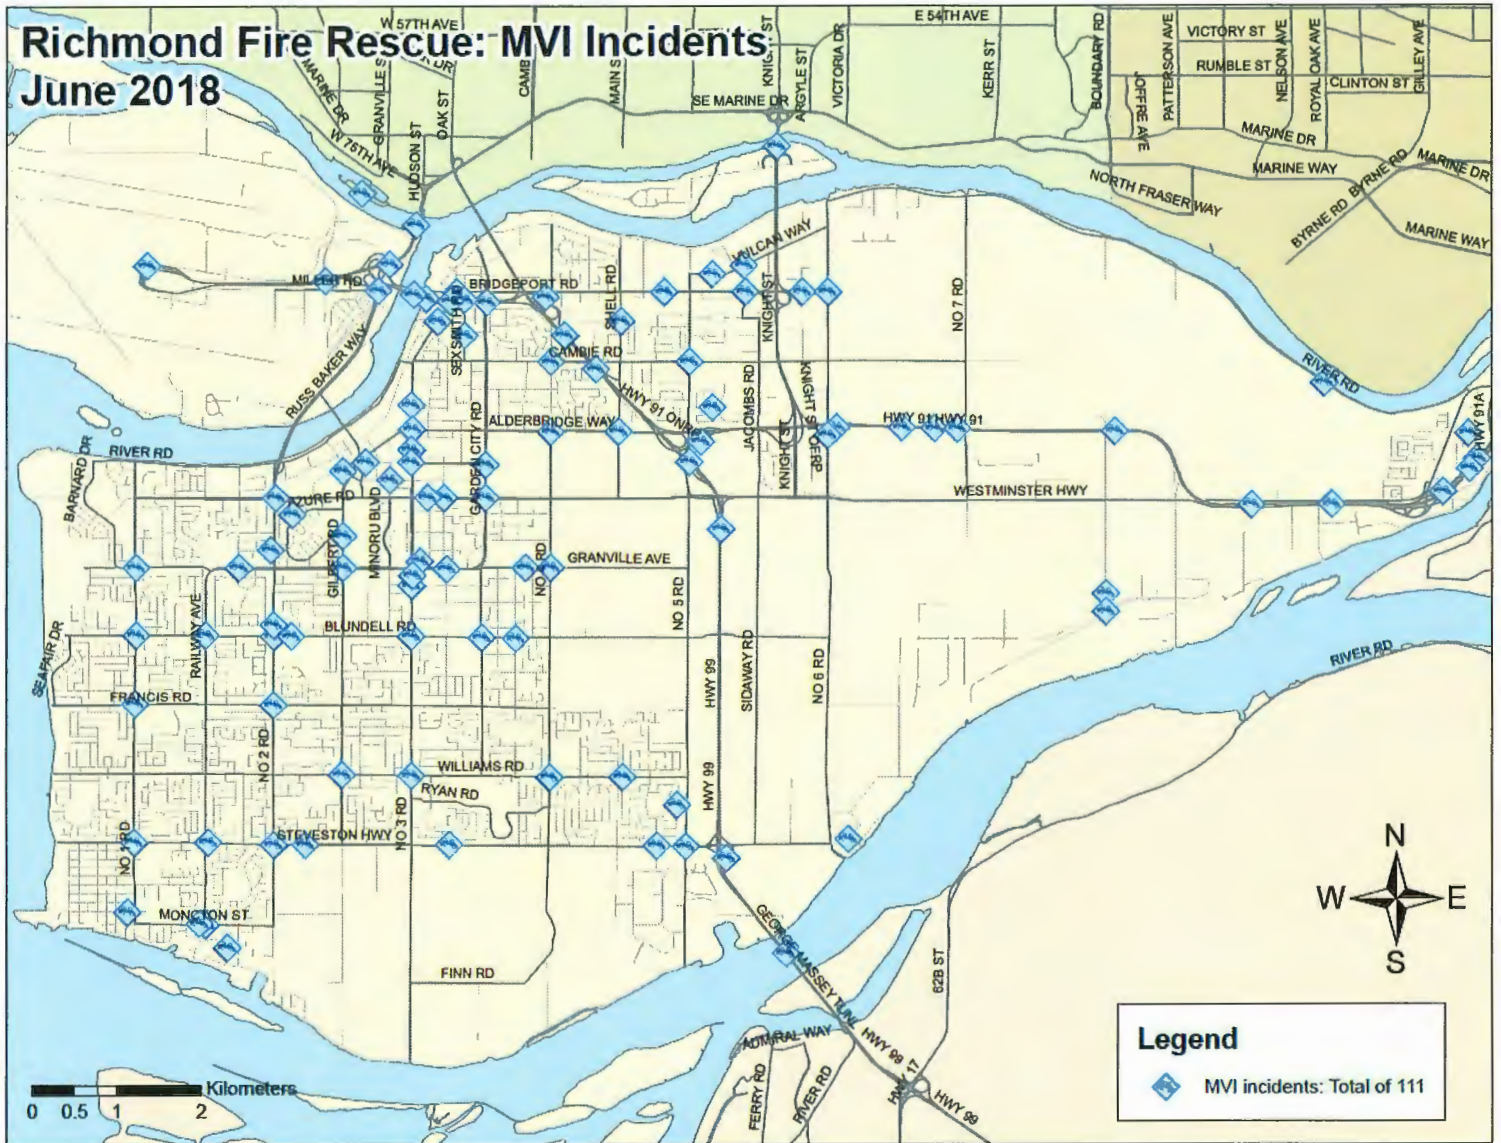 Richmond Fire Rescue: MVI Incidents
June 2018
W 57TH AVE
E 54TH AVE
MARINE DR
GRANVILLE S
OAK ST
CAMB
MAIN S
KNIGHT ST
ARGYLE ST
VICTORIA DR
KERR ST
BOUNDARY RD
JOFFRE AVE
PATTERSON AVE
VICTORY ST
RUMBLE ST
NELSON AVE
ROYAL OAK AVE
CLINTON ST
GILLEY AVE
SE MARINE DR
W 75TH AVE
HUDSON ST
MARINE DR
MARINE WAY
BYRNE RD
MARINE DR
NORTH FRASER WAY
BYRNE RD
MARINE WAY
VULCAN WAY
MILLER RD
BRIDGEPORT RD
SHELL RD
KNIGHT ST
NO 7 RD
SEXSMITH RD
CAMBIE RD
RUSS BAKER WAY
HWY 91 ONR
JACOBS RD
RIVER RD
HWY 91A
ALDERBRIDGE WAY
HWY 91
HWY 91
KNIGHT ST
GARDEN CITY RD
BARNARD DR
RIVER RD
AZURE RD
WESTMINSTER HWY
GILBERT RD
MINORU BLVD
GRANVILLE AVE
NO 5 RD
RAILWAY AVE
BLUNDELL RD
SEAFAIR DR
HWY 99
SIDAWAY RD
NO 6 RD
RIVER RD
FRANCIS RD
NO 2 RD
WILLIAMS RD
RYAN RD
HWY 99
NO 3 RD
STEVESTON HWY
NO 1 RD
MONCTON ST
FINN RD
GEORGE MASSEY TUNL
62B ST
ADMIRAL WAY
HWY 99
HWY 17
HWY 99
FERRY RD
RIVER RD
N
W
E
S
Legend
MVI incidents: Total of 111
Kilometers
0 0.5 1 2